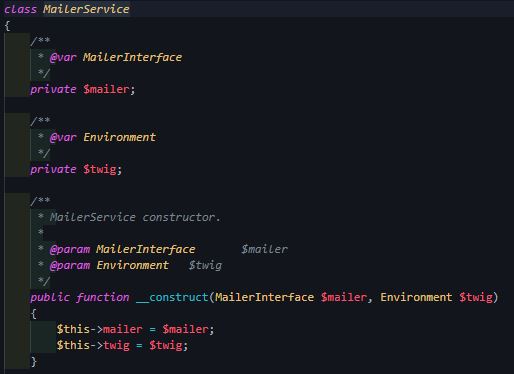 class MailerService
{
    /**
     * @var MailerInterface
     */
    private $mailer;

    /**
     * @var Environment
     */
    private $twig;

    /**
     * MailerService constructor.
     *
     * @param MailerInterface       $mailer
     * @param Environment   $twig
     */
    public function __construct(MailerInterface $mailer, Environment $twig)
    {
        $this->mailer = $mailer;
        $this->twig = $twig;
    }